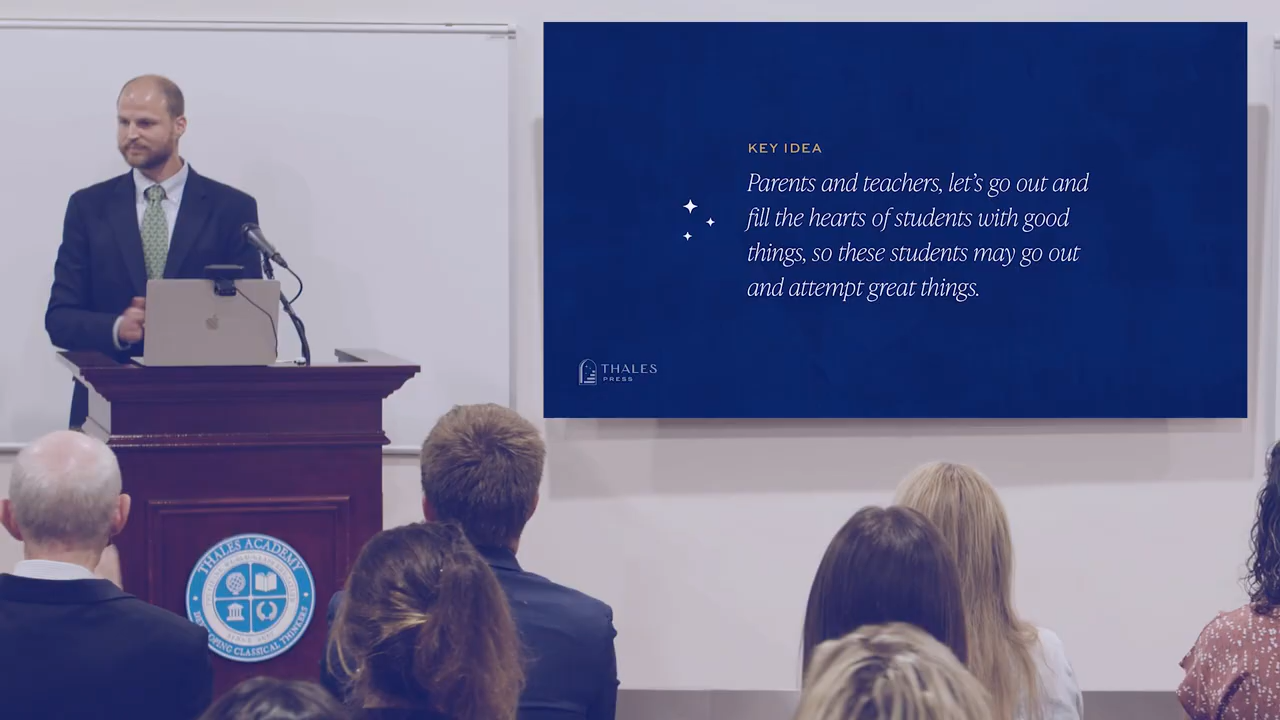 KEY IDEA
Parents and teachers, let's go out and
fill the hearts of students with good
things, so these students may go out
and attempt great things.
THALES
PRESS
THALES ACADEMY
DEVELOPING CLASSICAL THINKERS